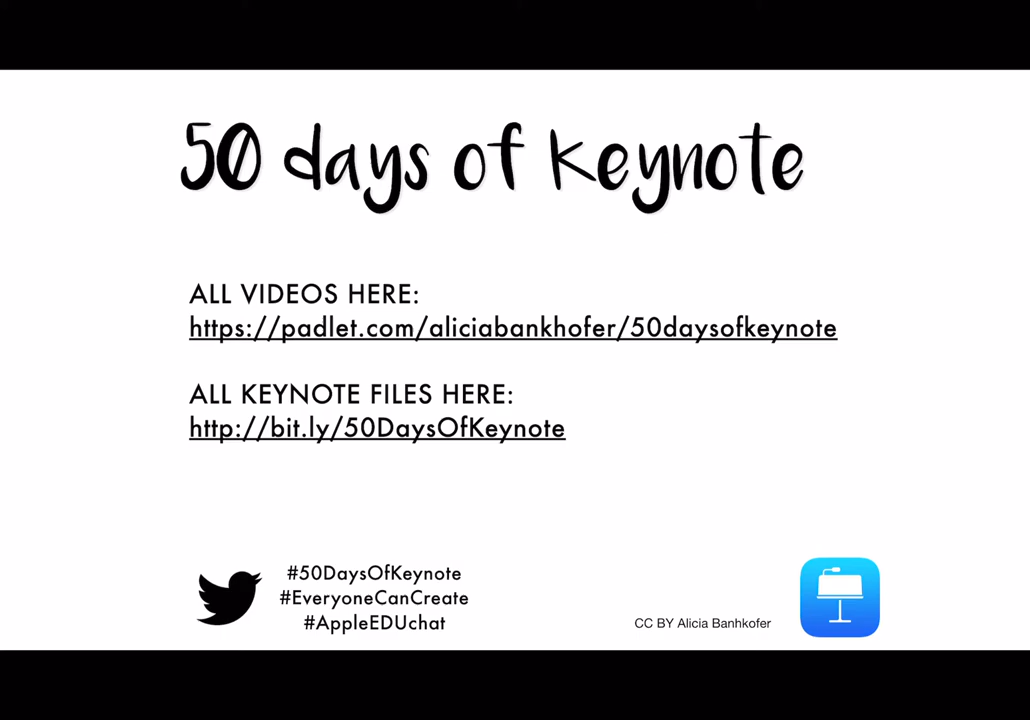 50 days of Keynote
ALL VIDEOS HERE:
https://padlet.com/aliciabankhofer/50daysofkeynote
ALL KEYNOTE FILES HERE:
http://bit.ly/50DaysOfKeynote
#50DaysOfKeynote
#EveryoneCanCreate
#AppleEDUchat
CC BY Alicia Banhkofer